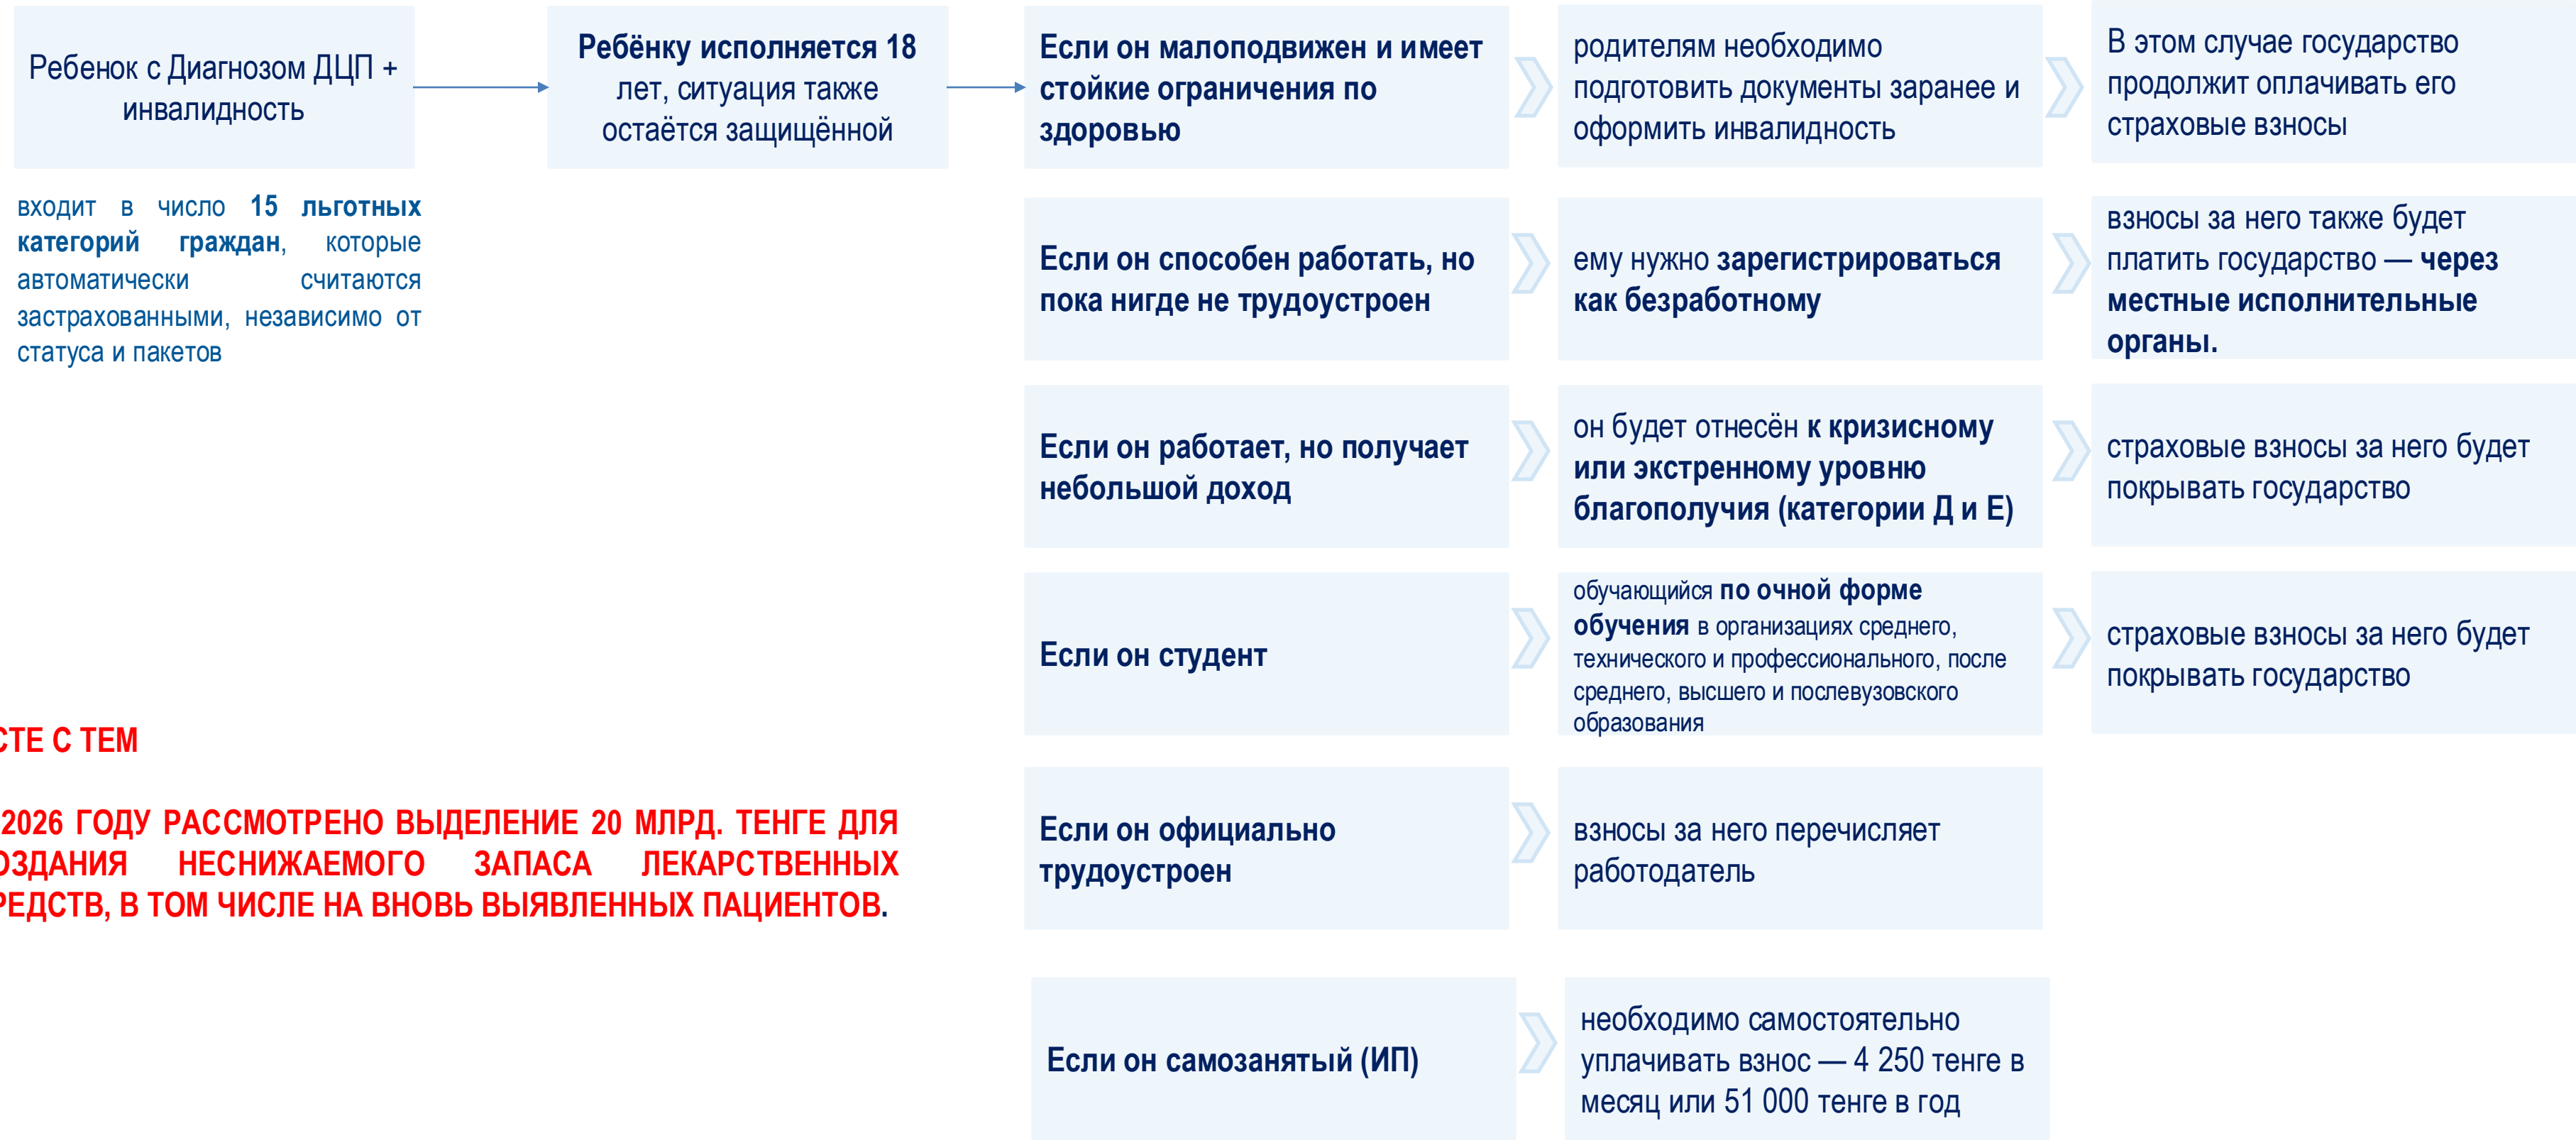 Ребенок с Диагнозом ДЦП +
инвалидность
входит в число 15 льготных
категорий граждан, которые
автоматически считаются
застрахованными, независимо от
статуса и пакетов
Ребёнку исполняется 18
лет, ситуация также
остаётся защищённой
Если он малоподвижен и имеет
стойкие ограничения по
здоровью
родителям необходимо
подготовить документы заранее и
оформить инвалидность
В этом случае государство
продолжит оплачивать его
страховые взносы
Если он способен работать, но
пока нигде не трудоустроен
ему нужно зарегистрироваться
как безработному
взносы за него также будет
платить государство — через
местные исполнительные
органы.
Если он работает, но получает
небольшой доход
он будет отнесён к кризисному
или экстренному уровню
благополучия (категории Д и Е)
страховые взносы за него будет
покрывать государство
Если он студент
обучающийся по очной форме
обучения в организациях среднего,
технического и профессионального, после
среднего, высшего и послевузовского
образования
страховые взносы за него будет
покрывать государство
Если он официально
трудоустроен
взносы за него перечисляет
работодатель
Если он самозанятый (ИП)
необходимо самостоятельно
уплачивать взнос — 4 250 тенге в
месяц или 51 000 тенге в год
СТЕ С ТЕМ
2026 ГОДУ РАССМОТРЕНО ВЫДЕЛЕНИЕ 20 МЛРД. ТЕНГЕ ДЛЯ
ОЗДАНИЯ НЕСНИЖАЕМОГО ЗАПАСА ЛЕКАРСТВЕННЫХ
РЕДСТВ, В ТОМ ЧИСЛЕ НА ВНОВЬ ВЫЯВЛЕННЫХ ПАЦИЕНТОВ.